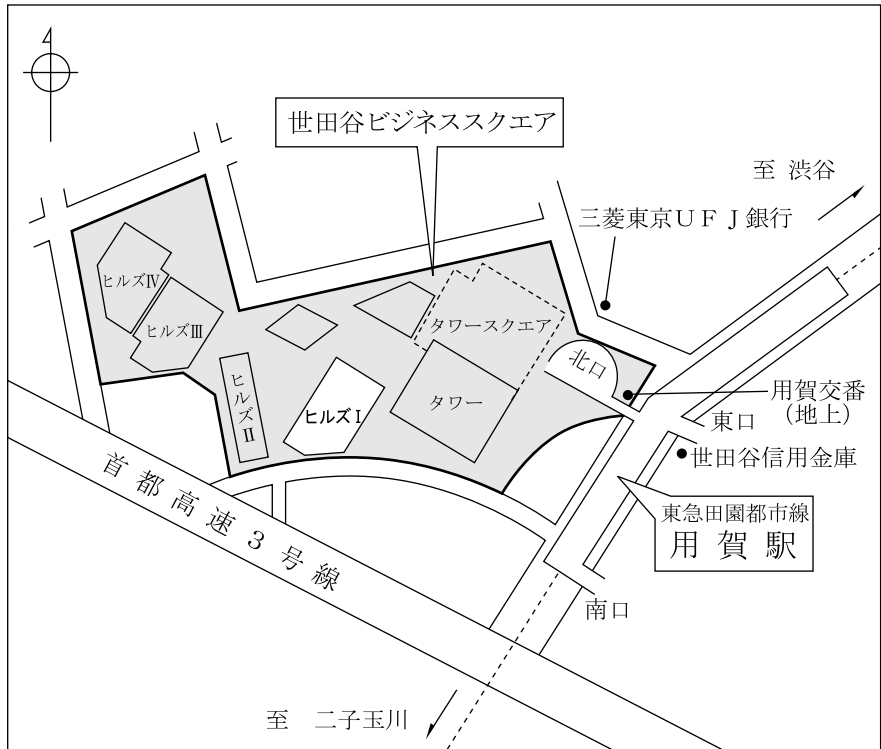 4
世田谷ビジネススクエア
至 渋谷
三菱東京UFJ銀行
ヒルズⅣ
ヒルズⅢ
タワースクエア
北口
ヒルズⅡ
ヒルズⅠ
タワー
用賀交番
(地上)
東口
世田谷信用金庫
首都高速3号線
東急田園都市線
用賀駅
南口
至 二子玉川